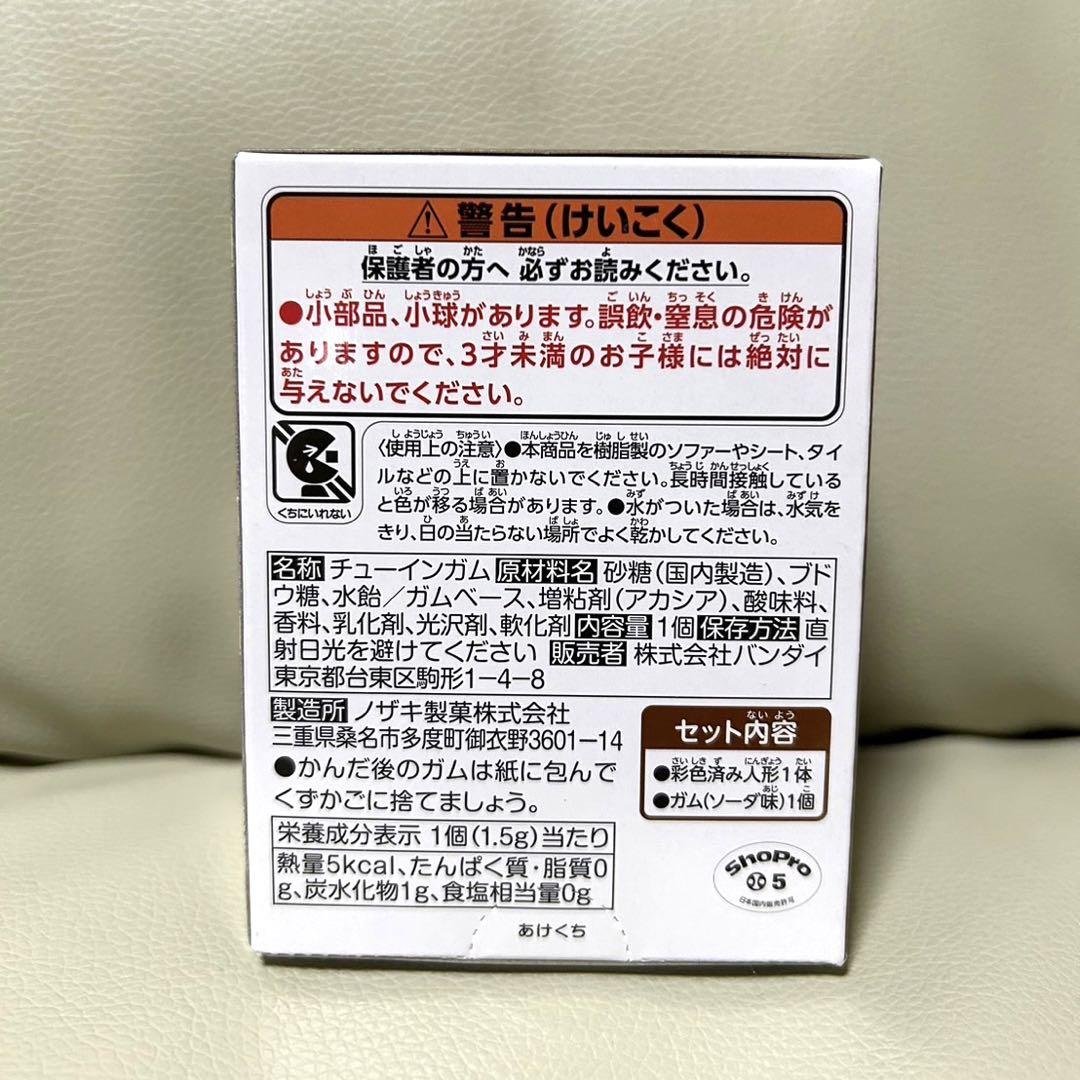 ⚠警告(けいこく)
保護者の方へ 必ずお読みください。
●小部品、小球があります。誤飲・窒息の危険が
ありますので、3才未満のお子様には絶対に
与えないでください。
くちにいれない
〈使用上の注意〉●本商品を樹脂製のソファーやシート、タイ
ルなどの上に置かないでください。長時間接触している
と色が移る場合があります。●水がついた場合は、水気を
きり、日の当たらない場所でよく乾かしてください。
名称 チューインガム 原材料名 砂糖(国内製造)、ブド
ウ糖、水飴/ガムベース、増粘剤(アカシア)、酸味料、
香料、乳化剤、光沢剤、軟化剤 内容量 1個 保存方法 直
射日光を避けてください 販売者 株式会社バンダイ
東京都台東区駒形1-4-8
製造所 ノザキ製菓株式会社
三重県桑名市多度町御衣野3601-14
●かんだ後のガムは紙に包んで
くずかごに捨てましょう。
栄養成分表示 1個(1.5g)当たり
熱量5kcal、たんぱく質・脂質0
g、炭水化物1g、食塩相当量0g
セット内容
●彩色済み人形1体
●ガム(ソーダ味)1個
ShoPro
5
日本国内販売許可
あけくち